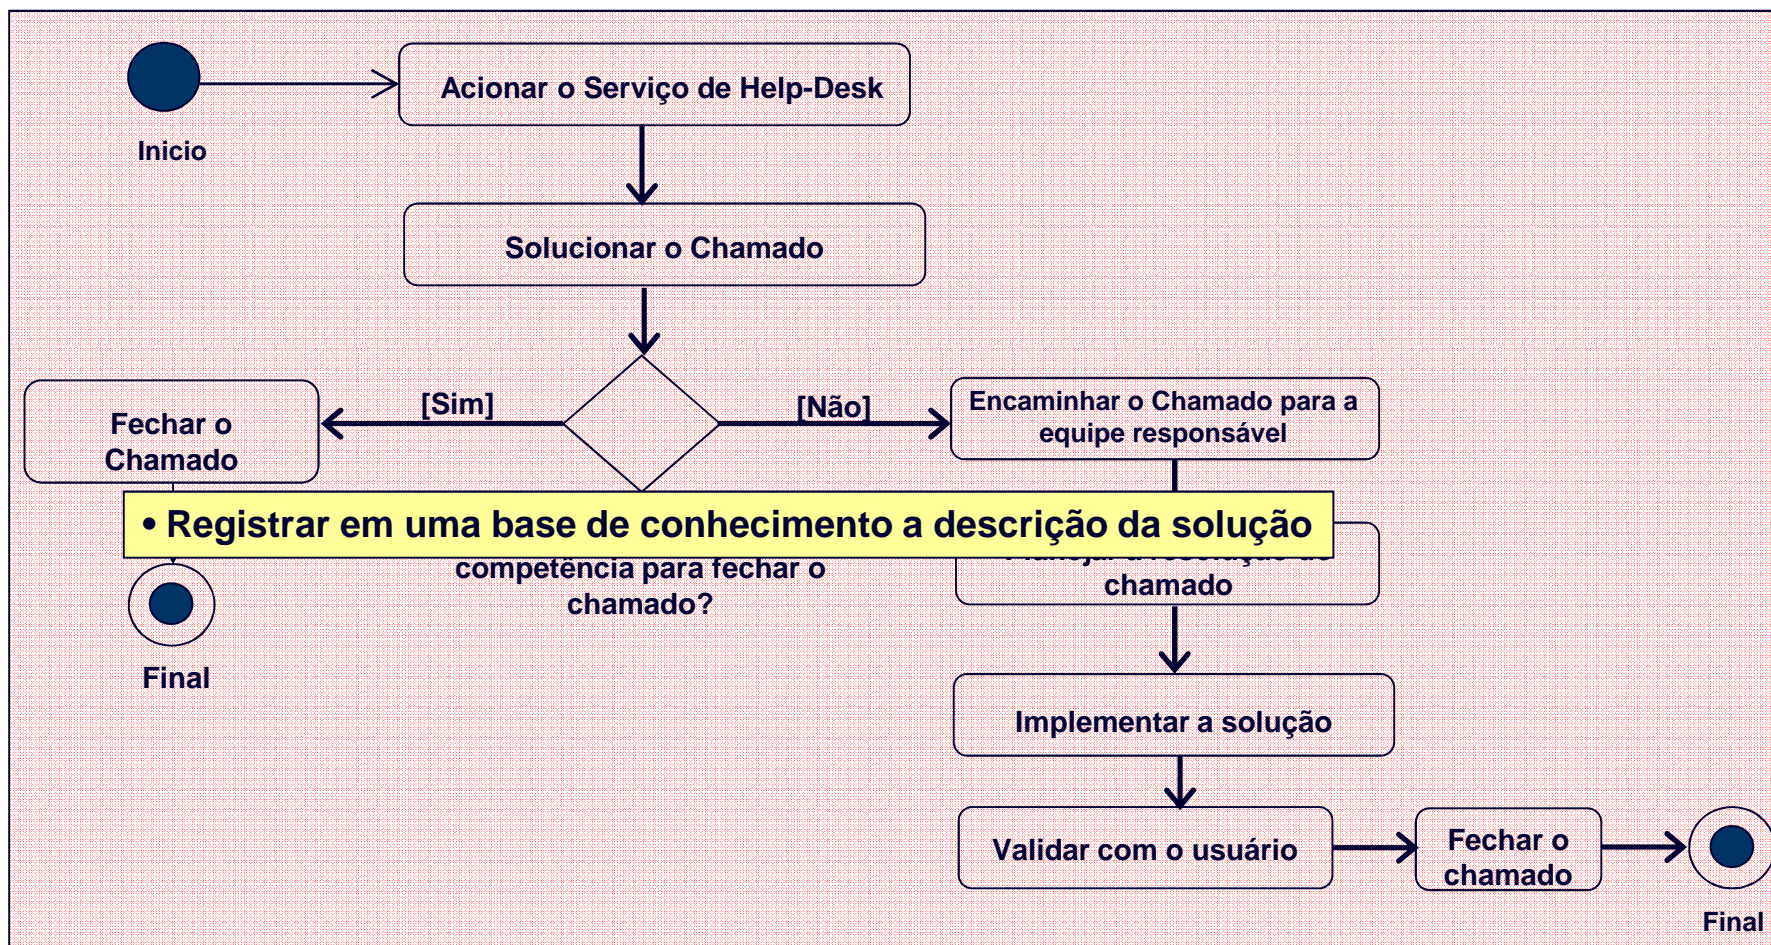 Acionar o Serviço de Help-Desk
Inicio
Solucionar o Chamado
[Sim]
[Não]
Encaminhar o Chamado para a
equipe responsável
Fechar o
Chamado
• Registrar em uma base de conhecimento a descrição da solução
competência para fechar o
chamado?
chamado
Final
Implementar a solução
Validar com o usuário
Fechar o
chamado
Final